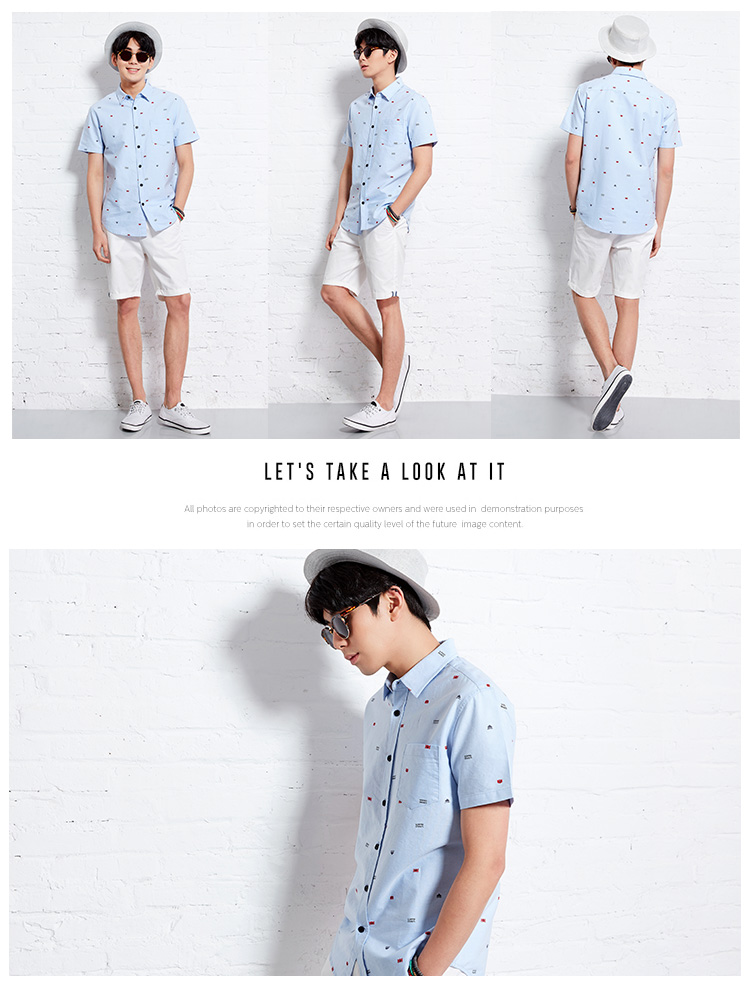 LET'S TAKE A LOOK AT IT
All photos are copyrighted to their respective owners and were used in demonstration purposes
in order to set the certain quality level of the future image content.